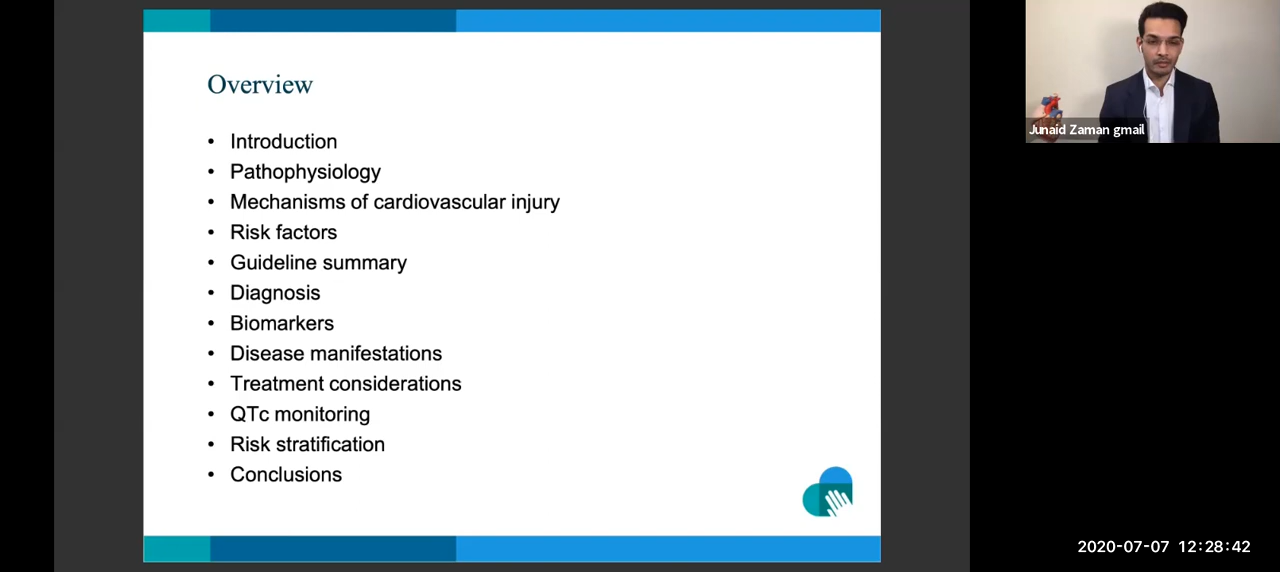 Overview
• Introduction
• Pathophysiology
• Mechanisms of cardiovascular injury
• Risk factors
• Guideline summary
• Diagnosis
• Biomarkers
• Disease manifestations
• Treatment considerations
• QTc monitoring
• Risk stratification
• Conclusions
Junaid Zaman gmail
2020-07-07 12:28:42